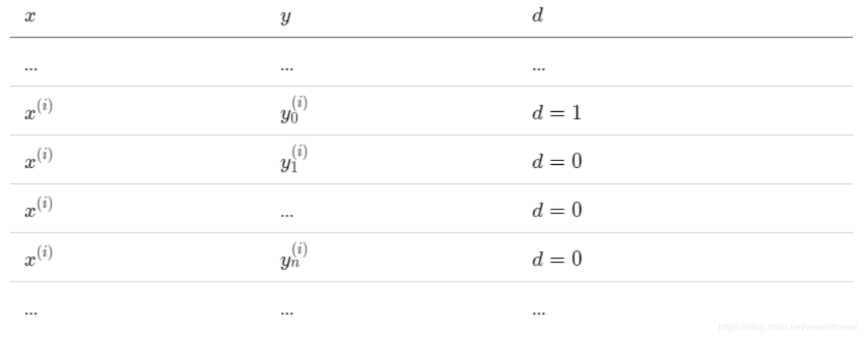 x y d
... ... ...
x^{(i)} y_0^{(i)} d = 1
x^{(i)} y_1^{(i)} d = 0
x^{(i)} ... d = 0
x^{(i)} y_n^{(i)} d = 0
... ... ...